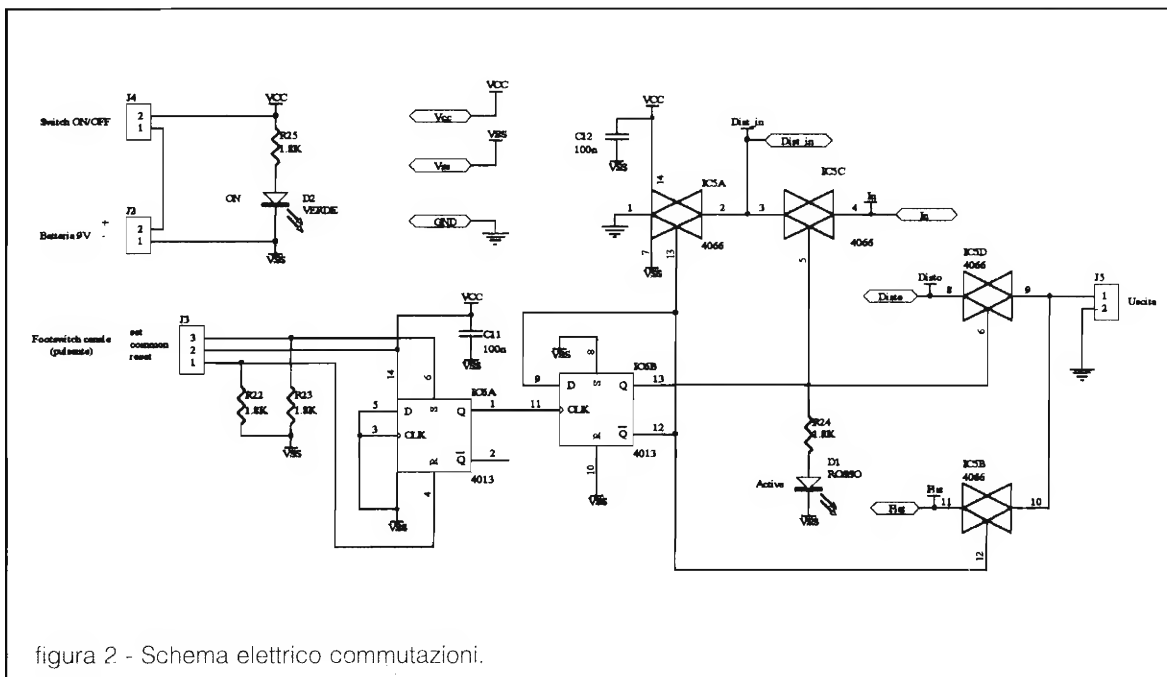 J4
Switch ON/OFF
2
1
VCC
R25
1.8K
ON
D2
VERDE
VSS
J2
Batteria 9V
+
-
2
1
VCC
Vcc
VSS
Vss
GND
VCC
C12
100n
VSS
14
IC5A
1
2
7
13
VSS
4066
Dist_in
Dist_in
IC5C
3
4
5
4066
In
In
IC5D
4066
Disto
Disto
8
9
6
J5
1
2
Uscita
Footswitch canale
(pulsante)
set
common
reset
J3
3
2
1
R22
1.8K
R23
1.8K
VSS
VCC
C11
100n
VSS
14
6
IC6A
5
D
S
Q
1
3
CLK
R
Q
2
4
4013
VSS
VSS
8
IC6B
9
D
S
Q
13
11
CLK
R
Q
12
10
4013
VSS
R24
1.8K
D1
ROSSO
Active
VSS
IC5B
4066
Flat
Flat
11
10
12
figura 2 - Schema elettrico commutazioni.